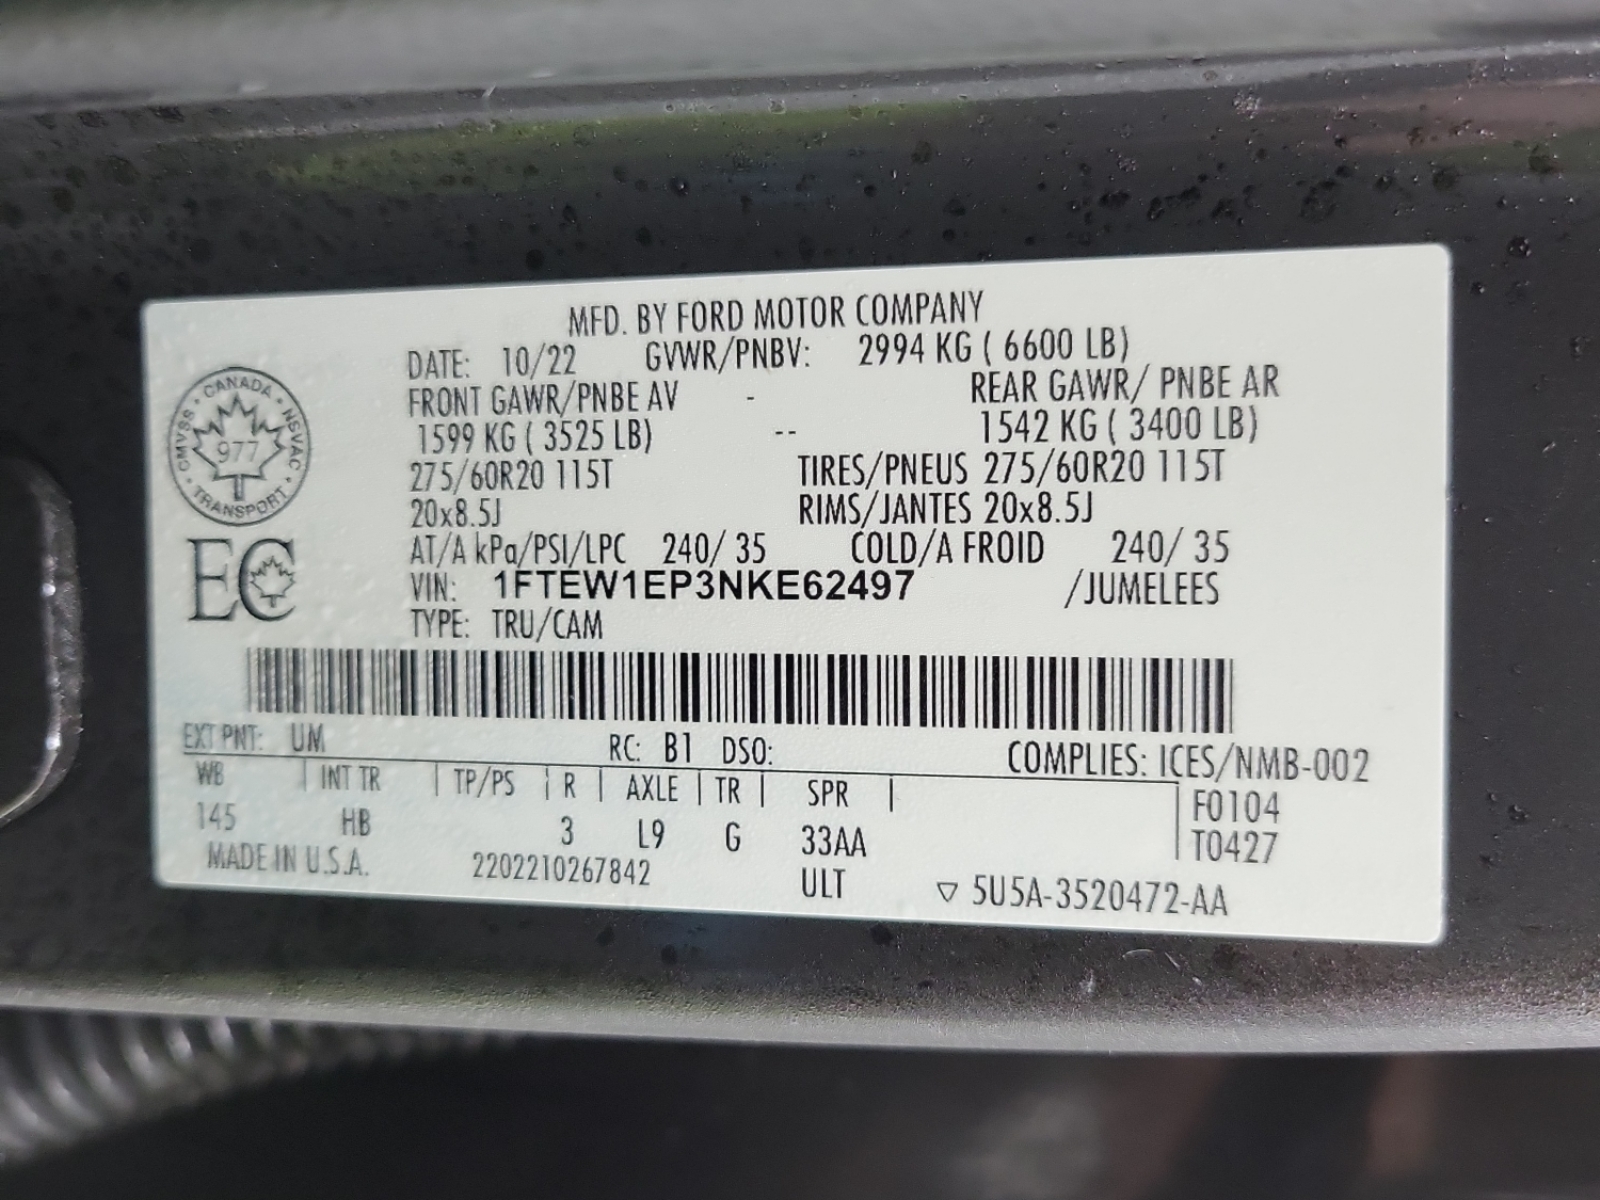 MFD. BY FORD MOTOR COMPANY
DATE: 10/22 GVWR/PNBV: 2994 KG ( 6600 LB)
FRONT GAWR/PNBE AV - REAR GAWR/ PNBE AR
1599 KG ( 3525 LB) -- 1542 KG ( 3400 LB)
275/60R20 115T TIRES/PNEUS 275/60R20 115T
20x8.5J RIMS/JANTES 20x8.5J
AT/A kPa/PSI/LPC 240/ 35 COLD/A FROID 240/ 35
VIN: 1FTEW1EP3NKE62497 /JUMELEES
TYPE: TRU/CAM
CANADA
CMVSS · NSVAC
977
TRANSPORT
EC
EXT PNT: UM RC: B1 DSO: COMPLIES: ICES/NMB-002
WB | INT TR | TP/PS | R | AXLE | TR | SPR | F0104
145 HB 3 L9 G 33AA T0427
MADE IN U.S.A. 2202210267842 ULT ▽ 5U5A-3520472-AA